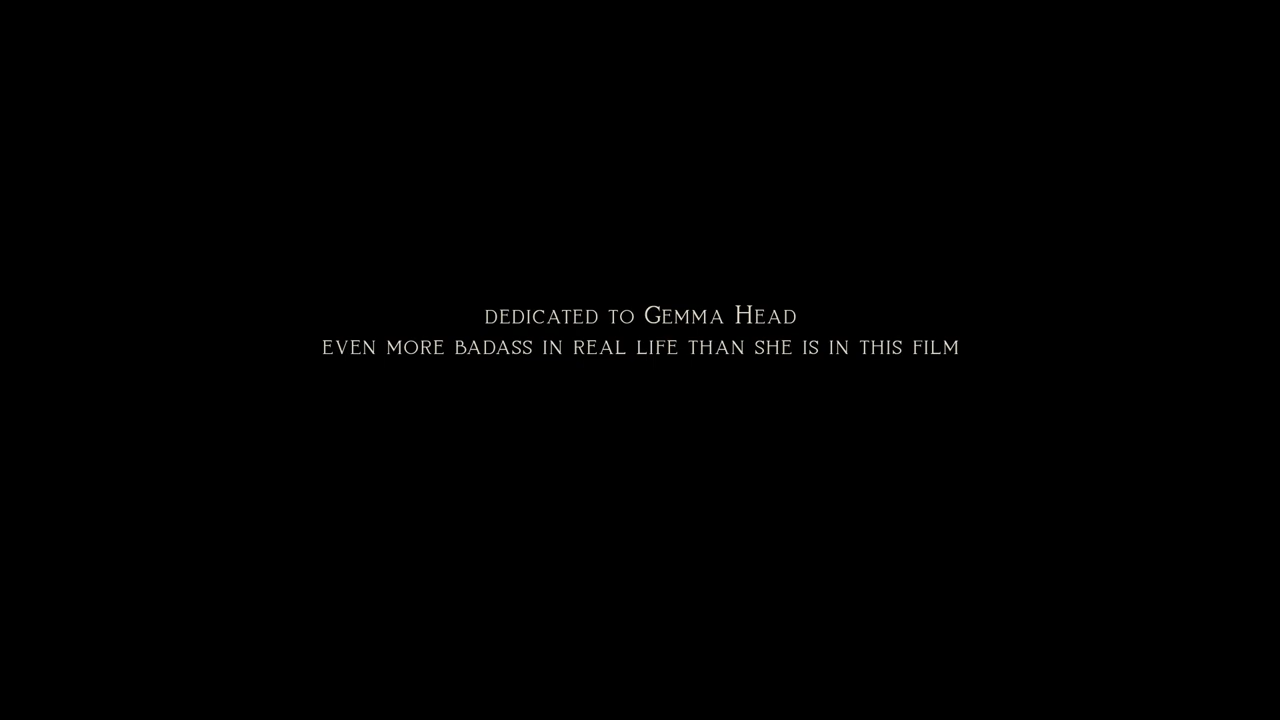 DEDICATED TO GEMMA HEAD
EVEN MORE BADASS IN REAL LIFE THAN SHE IS IN THIS FILM